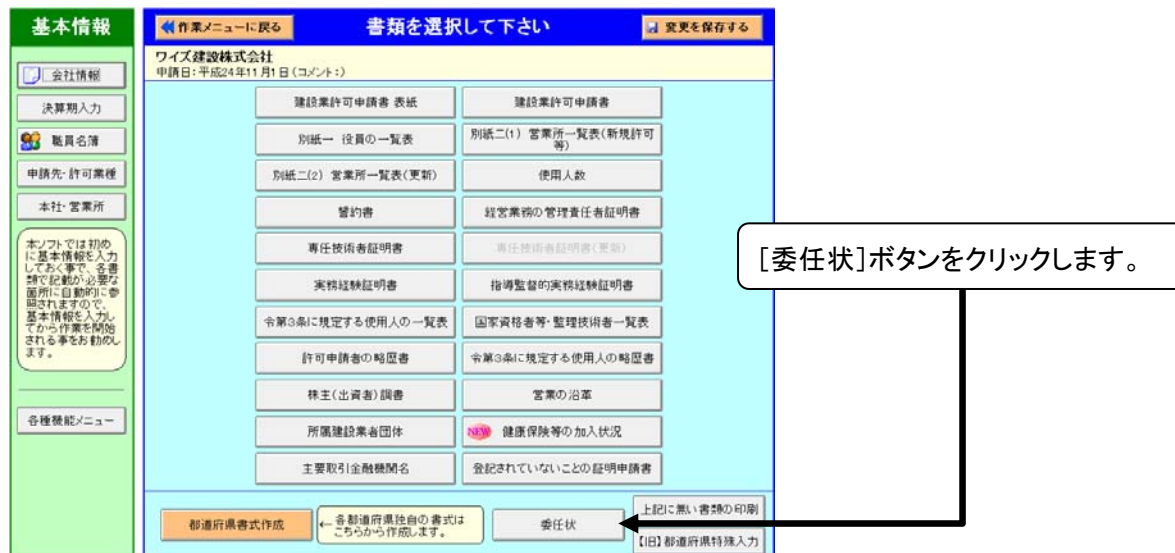 基本情報
会社情報
決算期入力
職員名簿
申請先・許可業種
本社・営業所
本ソフトでは初め
に基本情報を入力
しておく事で、各書
類で記載が必要な
箇所に自動的に参
照されますので、
基本情報を入力し
てから作業を開始
される事をお勧めし
ます。
各種機能メニュー
作業メニューに戻る
書類を選択して下さい
変更を保存する
ワイズ建設株式会社
申請日:平成24年11月1日(コメント:)
建設業許可申請書 表紙
建設業許可申請書
別紙一 役員の一覧表
別紙二(1) 営業所一覧表(新規許可
等)
別紙二(2) 営業所一覧表(更新)
使用人数
誓約書
経営業務の管理責任者証明書
専任技術者証明書
専任技術者証明書(更新)
実務経験証明書
指導監督的実務経験証明書
令第3条に規定する使用人の一覧表
国家資格者等・監理技術者一覧表
許可申請者の略歴書
令第3条に規定する使用人の略歴書
株主(出資者)調書
営業の沿革
所属建設業者団体
NEW 健康保険等の加入状況
主要取引金融機関名
登記されていないことの証明申請書
都道府県書式作成
←各都道府県独自の書式は
こちらから作成します。
委任状
上記に無い書類の印刷
【旧】都道府県特殊入力
[委任状]ボタンをクリックします。